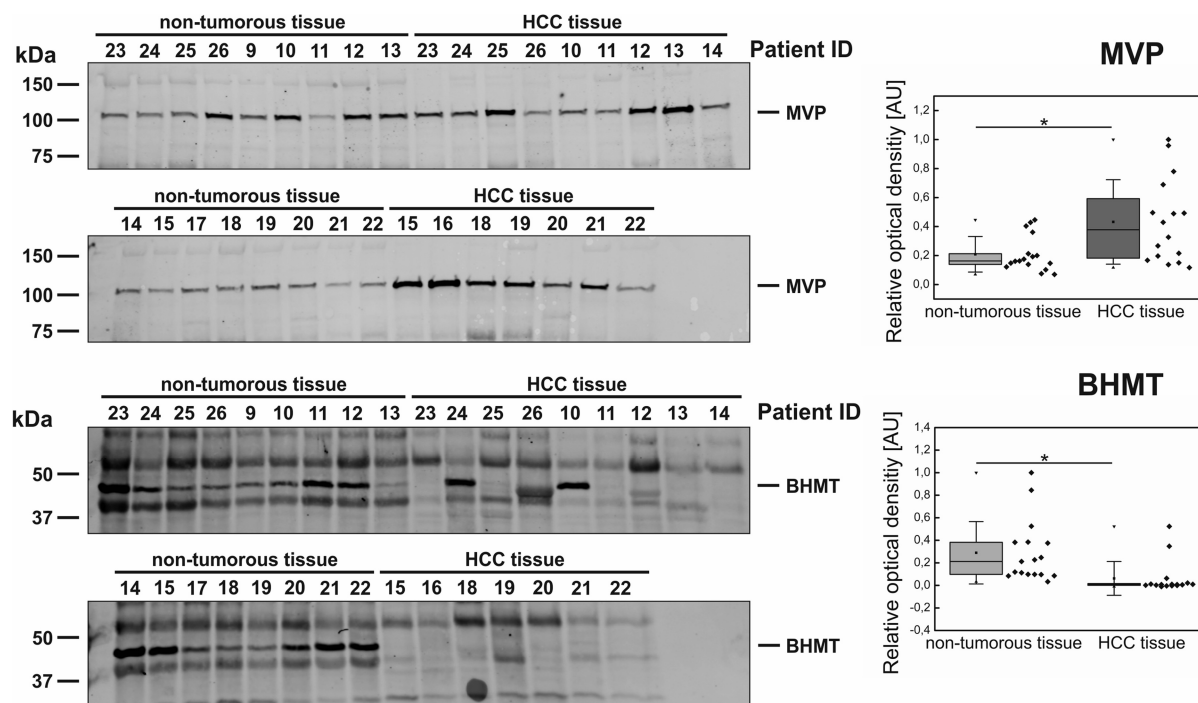 non-tumorous tissue HCC tissue
kDa 23 24 25 26 9 10 11 12 13 23 24 25 26 10 11 12 13 14 Patient ID
150
100 MVP
75
non-tumorous tissue HCC tissue
14 15 17 18 19 20 21 22 15 16 18 19 20 21 22
150
100 MVP
75
MVP
Relative optical densitiy [AU]
1,2
1,0
0,8
0,6
0,4
0,2
0,0
*
non-tumorous tissue HCC tissue
non-tumorous tissue HCC tissue
kDa 23 24 25 26 9 10 11 12 13 23 24 25 26 10 11 12 13 14 Patient ID
50
BHMT
37
non-tumorous tissue HCC tissue
14 15 17 18 19 20 21 22 15 16 18 19 20 21 22
50
BHMT
37
BHMT
Relative optical densitiy [AU]
1,4
1,2
1,0
0,8
0,6
0,4
0,2
0,0
-0,2
-0,4
*
non-tumorous tissue HCC tissue